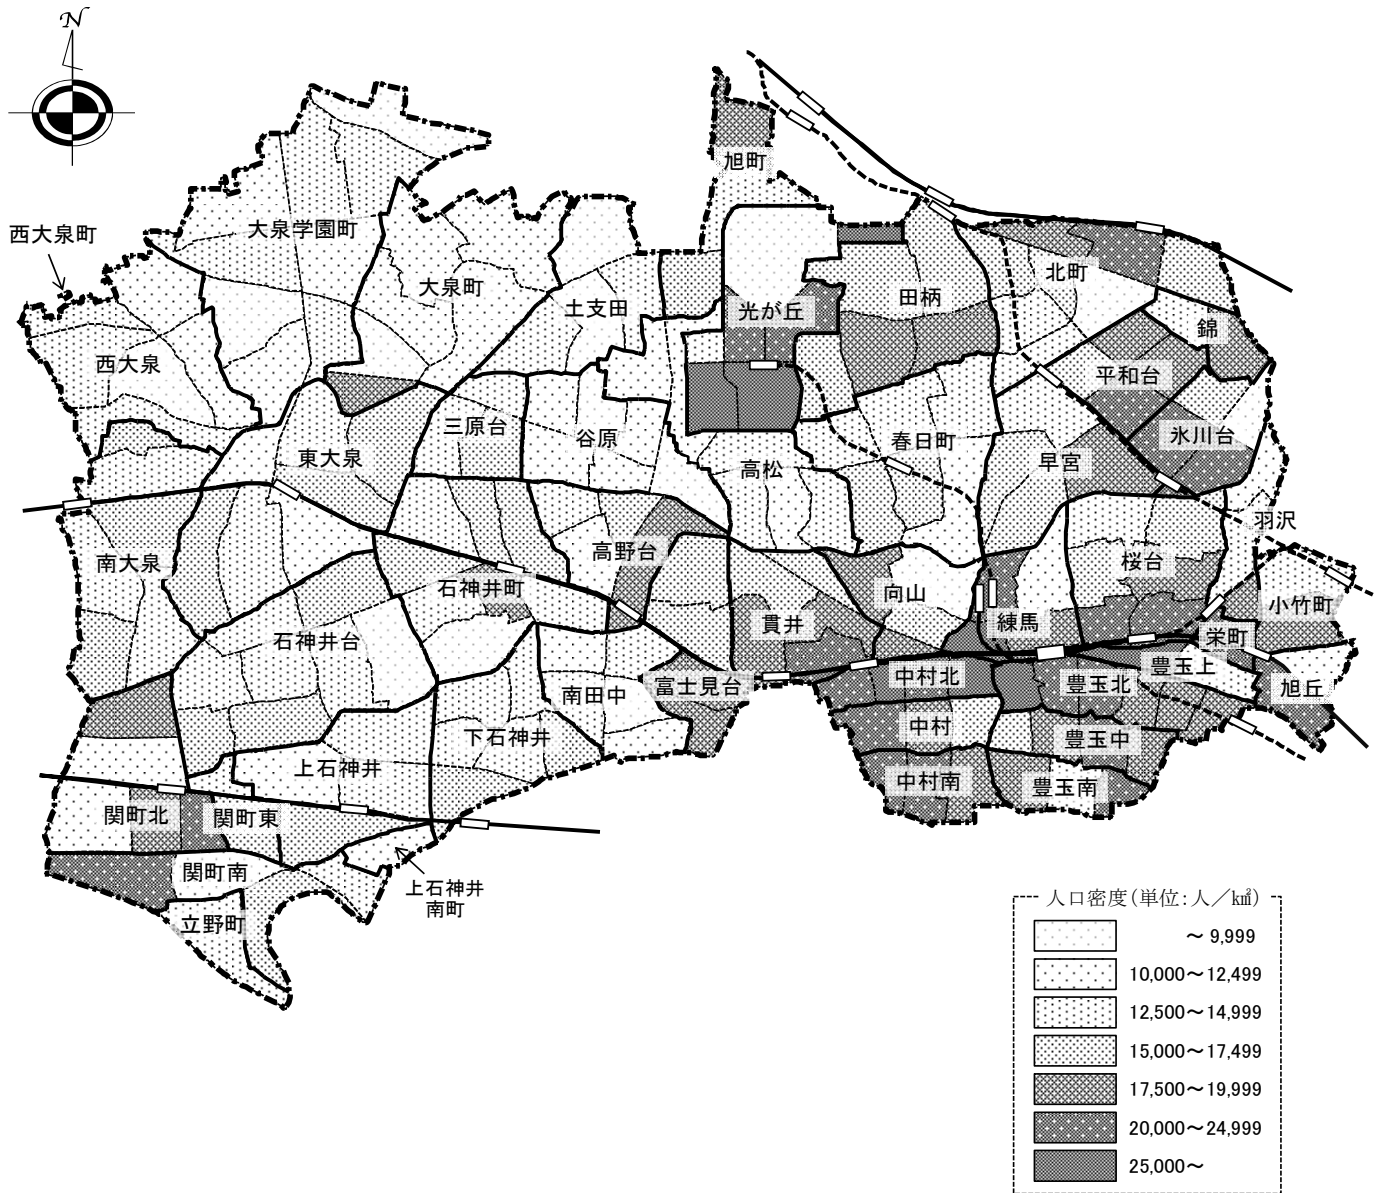 N
旭町
西大泉町
大泉学園町
大泉町
土支田
光が丘
田柄
北町
錦
西大泉
平和台
三原台
谷原
春日町
氷川台
東大泉
高松
早宮
羽沢
南大泉
高野台
石神井町
向山
桜台
小竹町
石神井台
貫井
練馬
栄町
富士見台
南田中
中村北
豊玉北
豊玉上
旭丘
下石神井
中村
豊玉中
上石神井
中村南
豊玉南
関町北
関町東
関町南
上石神井
南町
立野町
人口密度(単位:人/㎢)
~9,999
10,000~12,499
12,500~14,999
15,000~17,499
17,500~19,999
20,000~24,999
25,000~